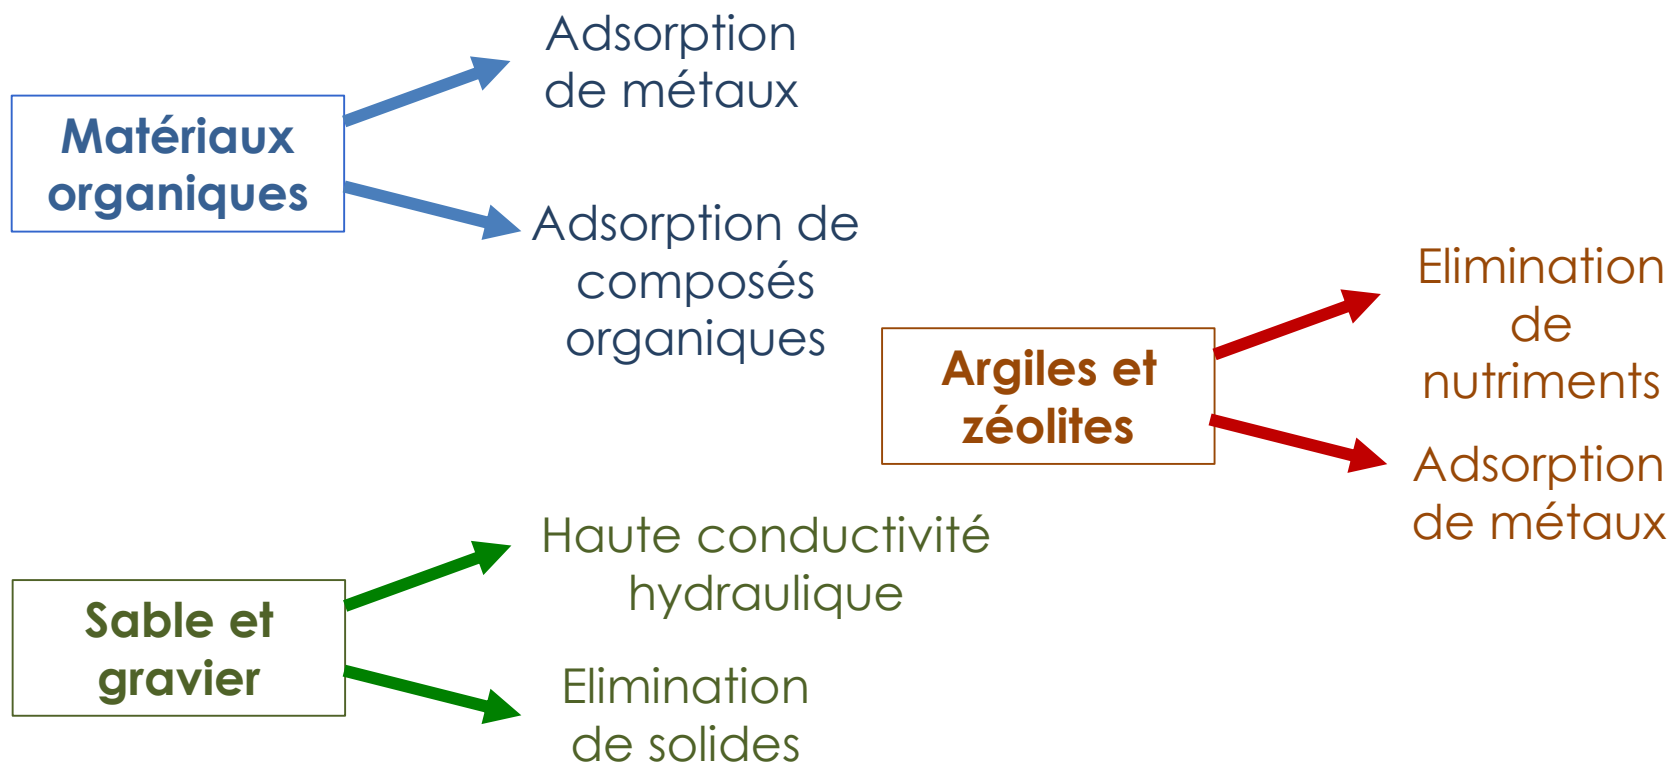 Matériaux
organiques
Adsorption
de métaux
Adsorption de
composés
organiques
Argiles et
zéolites
Elimination
de
nutriments
Adsorption
de métaux
Sable et
gravier
Haute conductivité
hydraulique
Elimination
de solides